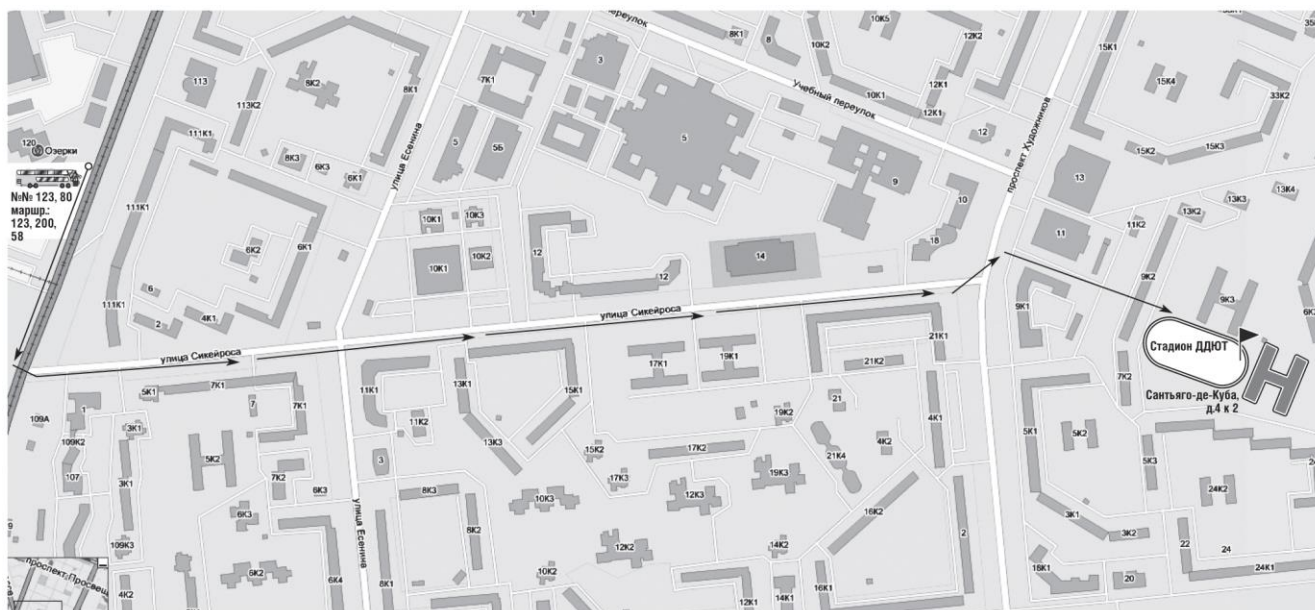 переулок
1
3
8К1
8
10К5
10К2
12К2
15К1
113
8К2
8К1
7К1
10К1
12К1
15К4
33К2
113К2
Учебный переулок
12К1
111К1
5
5
5Б
12
проспект Художников
15К2
15К3
120
Озерки
8К3
6К3
6К1
улица Есенина
9
13
№№ 123, 80
маршр.:
123, 200,
58
111К1
10К1
10К3
10
11К2
13К2
13К3
13К4
6К2
6К1
10К1
10К2
12
12
14
18
11
6
9К2
9К3
111К1
2
4К1
9К1
улица Сикейроса
улица Сикейроса
21К1
Стадион ДДЮТ
Сантьяго-де-Куба,
д.4 к 2
17К1
19К1
21К2
7К2
5К1
7К1
7К1
7
11К1
13К1
15К1
109А
1
3К1
11К2
19К2
21
4К1
5К1
5К2
109К2
5К2
13К3
15К2
17К2
21К4
4К2
5К3
107
3К1
7К2
6К3
3
17К3
19К3
8К3
10К3
12К3
16К2
24К2
6К3
8К2
2
3К1
3К2
109К3
улица Есенина
12К2
14К2
22
24
проспект Просвещ
6К2
6К4
8К1
10К2
12К1
14К1
16К1
18К1
20
24К1
4К2